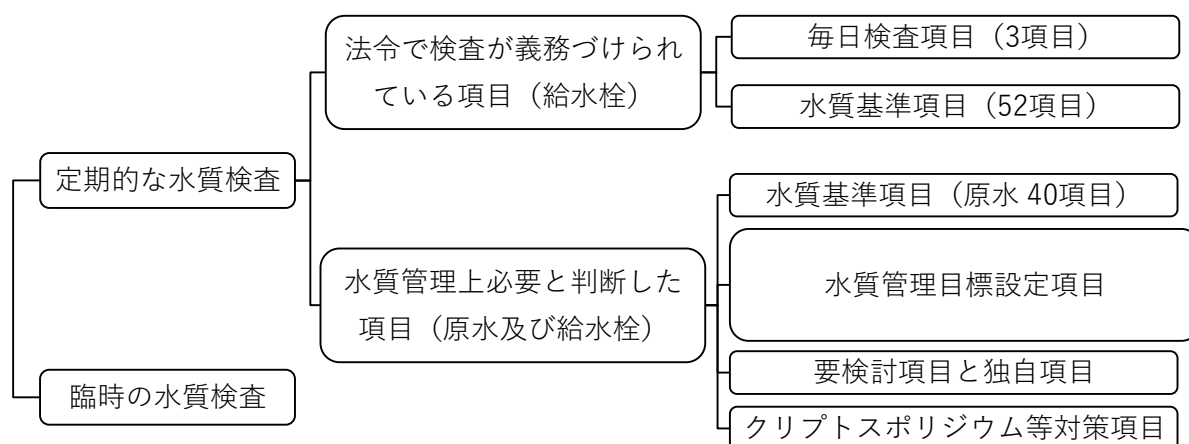 定期的な水質検査
法令で検査が義務づけられ
ている項目（給水栓）
毎日検査項目（3項目）
水質基準項目（52項目）
水質管理上必要と判断した
項目（原水及び給水栓）
水質基準項目（原水 40項目）
水質管理目標設定項目
要検討項目と独自項目
クリプトスポリジウム等対策項目
臨時の水質検査